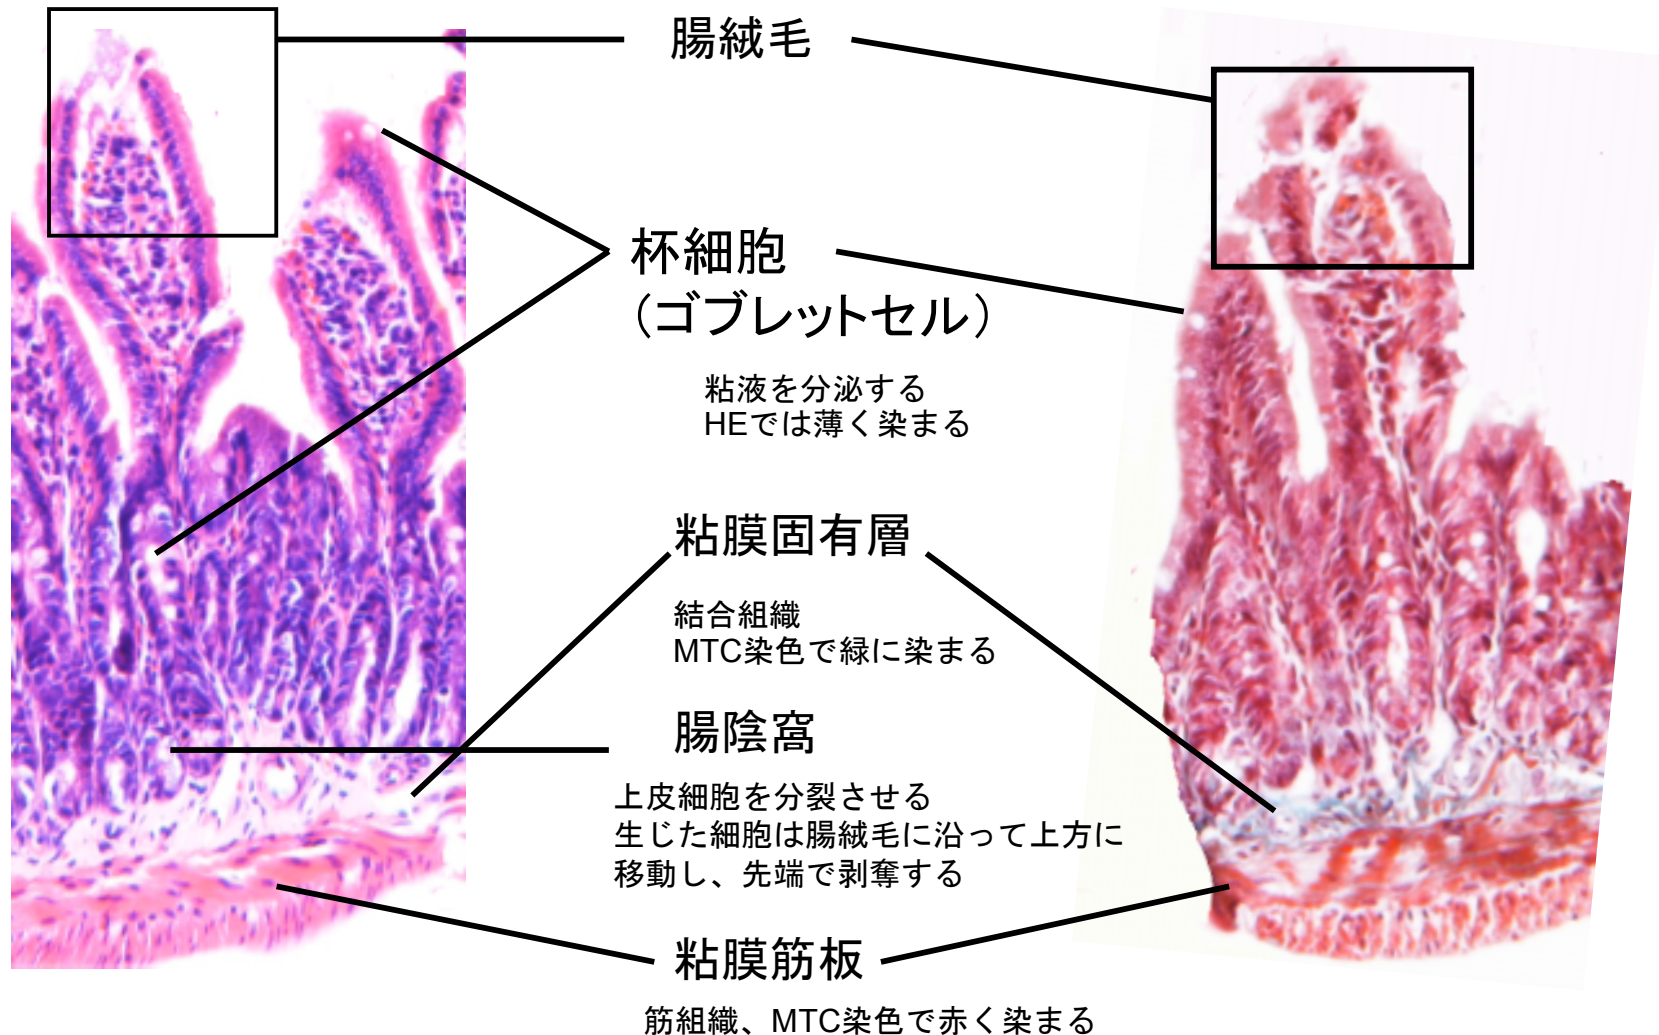 腸絨毛
杯細胞
（ゴブレットセル）
粘液を分泌する
HEでは薄く染まる
粘膜固有層
結合組織
MTC染色で緑に染まる
腸陰窩
上皮細胞を分裂させる
生じた細胞は腸絨毛に沿って上方に
移動し、先端で剥奪する
粘膜筋板
筋組織、MTC染色で赤く染まる